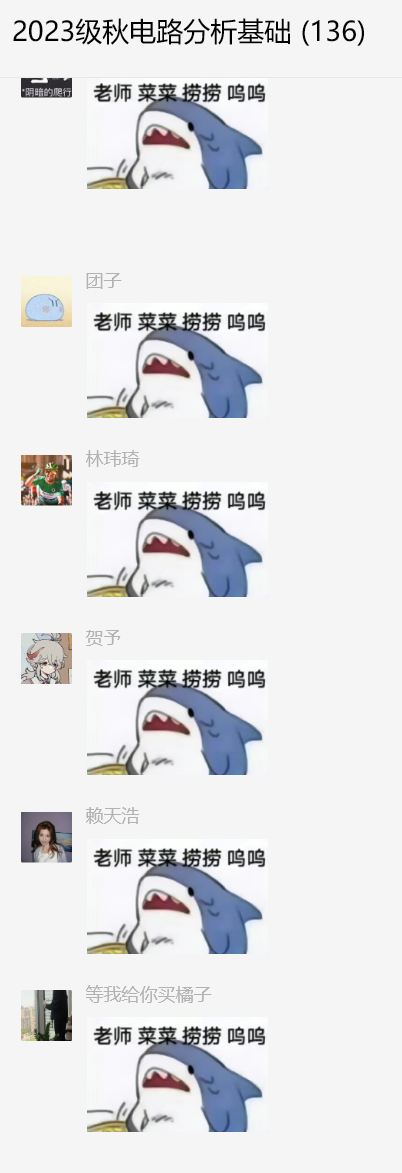 2023级秋电路分析基础 (136)
*阴暗的爬行
老师 菜菜 捞捞 呜呜
团子
老师 菜菜 捞捞 呜呜
林玮琦
老师 菜菜 捞捞 呜呜
贺予
老师 菜菜 捞捞 呜呜
赖天浩
老师 菜菜 捞捞 呜呜
等我给你买橘子
老师 菜菜 捞捞 呜呜